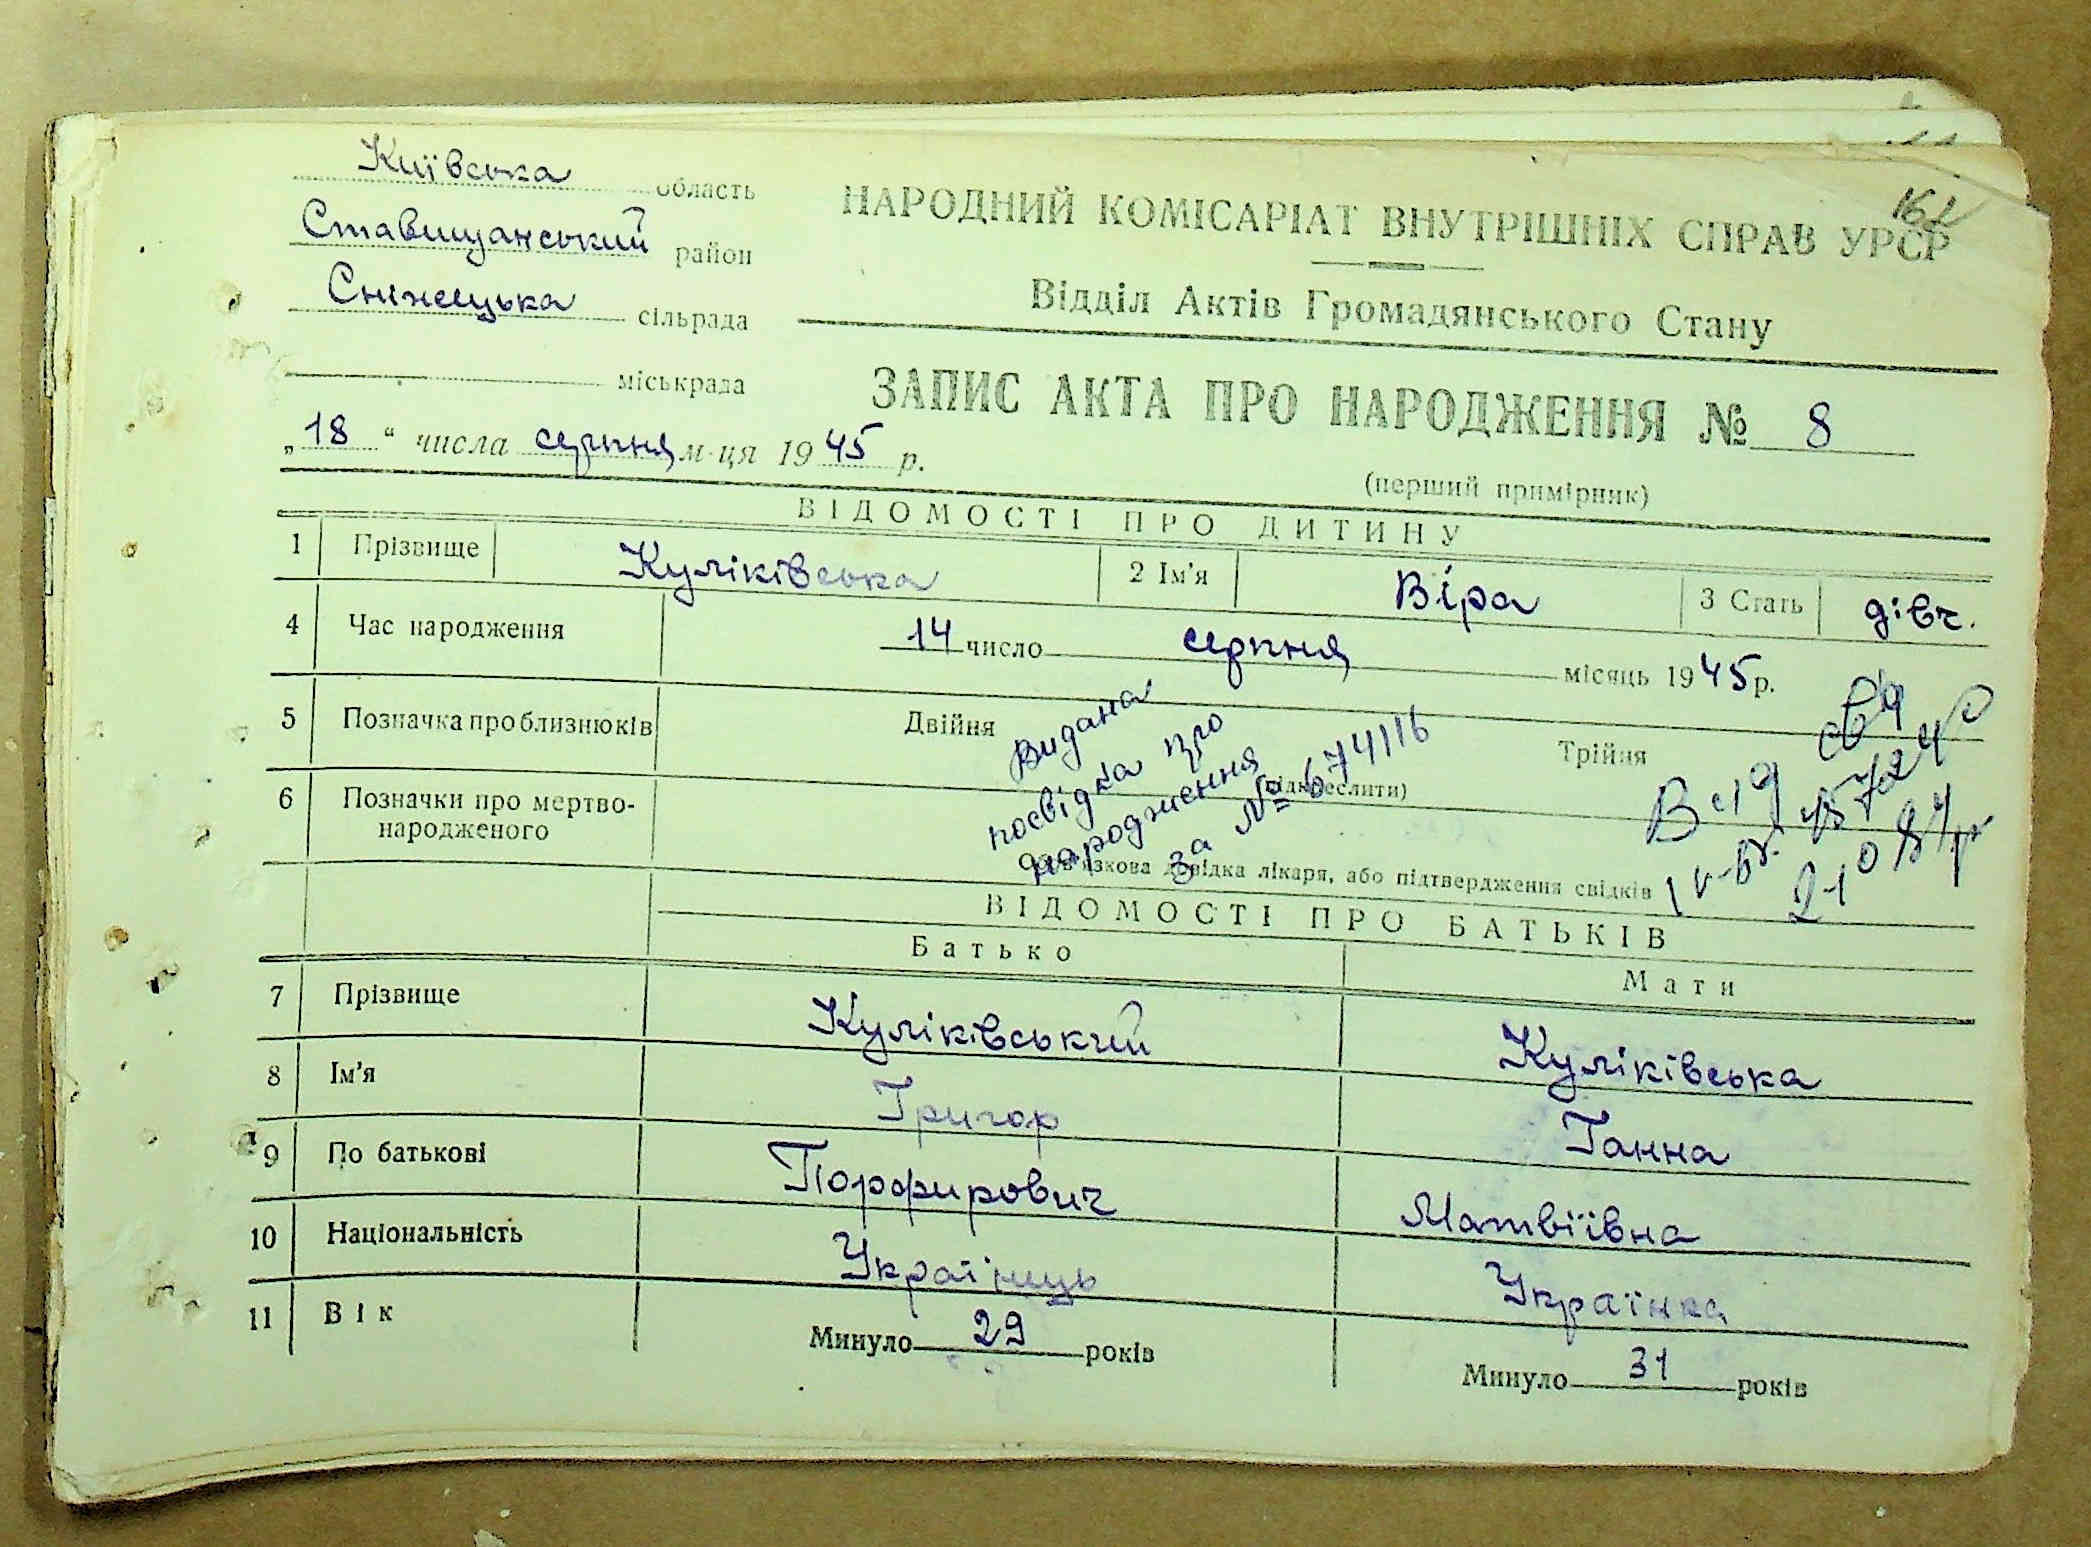 Київська область
Ставищанський район
Сніжецька сільрада
міськрада
„18“ числа серпня м-ця 1945 р.
НАРОДНИЙ КОМІСАРІАТ ВНУТРІШНІХ СПРАВ УРСР
Відділ Актів Громадянського Стану
ЗАПИС АКТА ПРО НАРОДЖЕННЯ № 8
(перший примірник)
ВІДОМОСТІ ПРО ДИТИНУ
1 Прізвище Куліківська 2 Ім'я Віра 3 Стать дівч.
4 Час народження 14 число серпня місяць 1945 р.
5 Позначка про близнюків Двійня Трійня
(підкреслити)
Видана
посвідка про
народження
за № 674116
6 Позначки про мертво-
народженого
обов'язкова довідка лікаря, або підтвердження свідків
ВІДОМОСТІ ПРО БАТЬКІВ
Батько Мати
7 Прізвище Куліківський Куліківська
8 Ім'я Григор Ганна
9 По батькові Порфирович Матвіївна
10 Національність Українець Українка
11 Вік Минуло 29 років Минуло 31 років